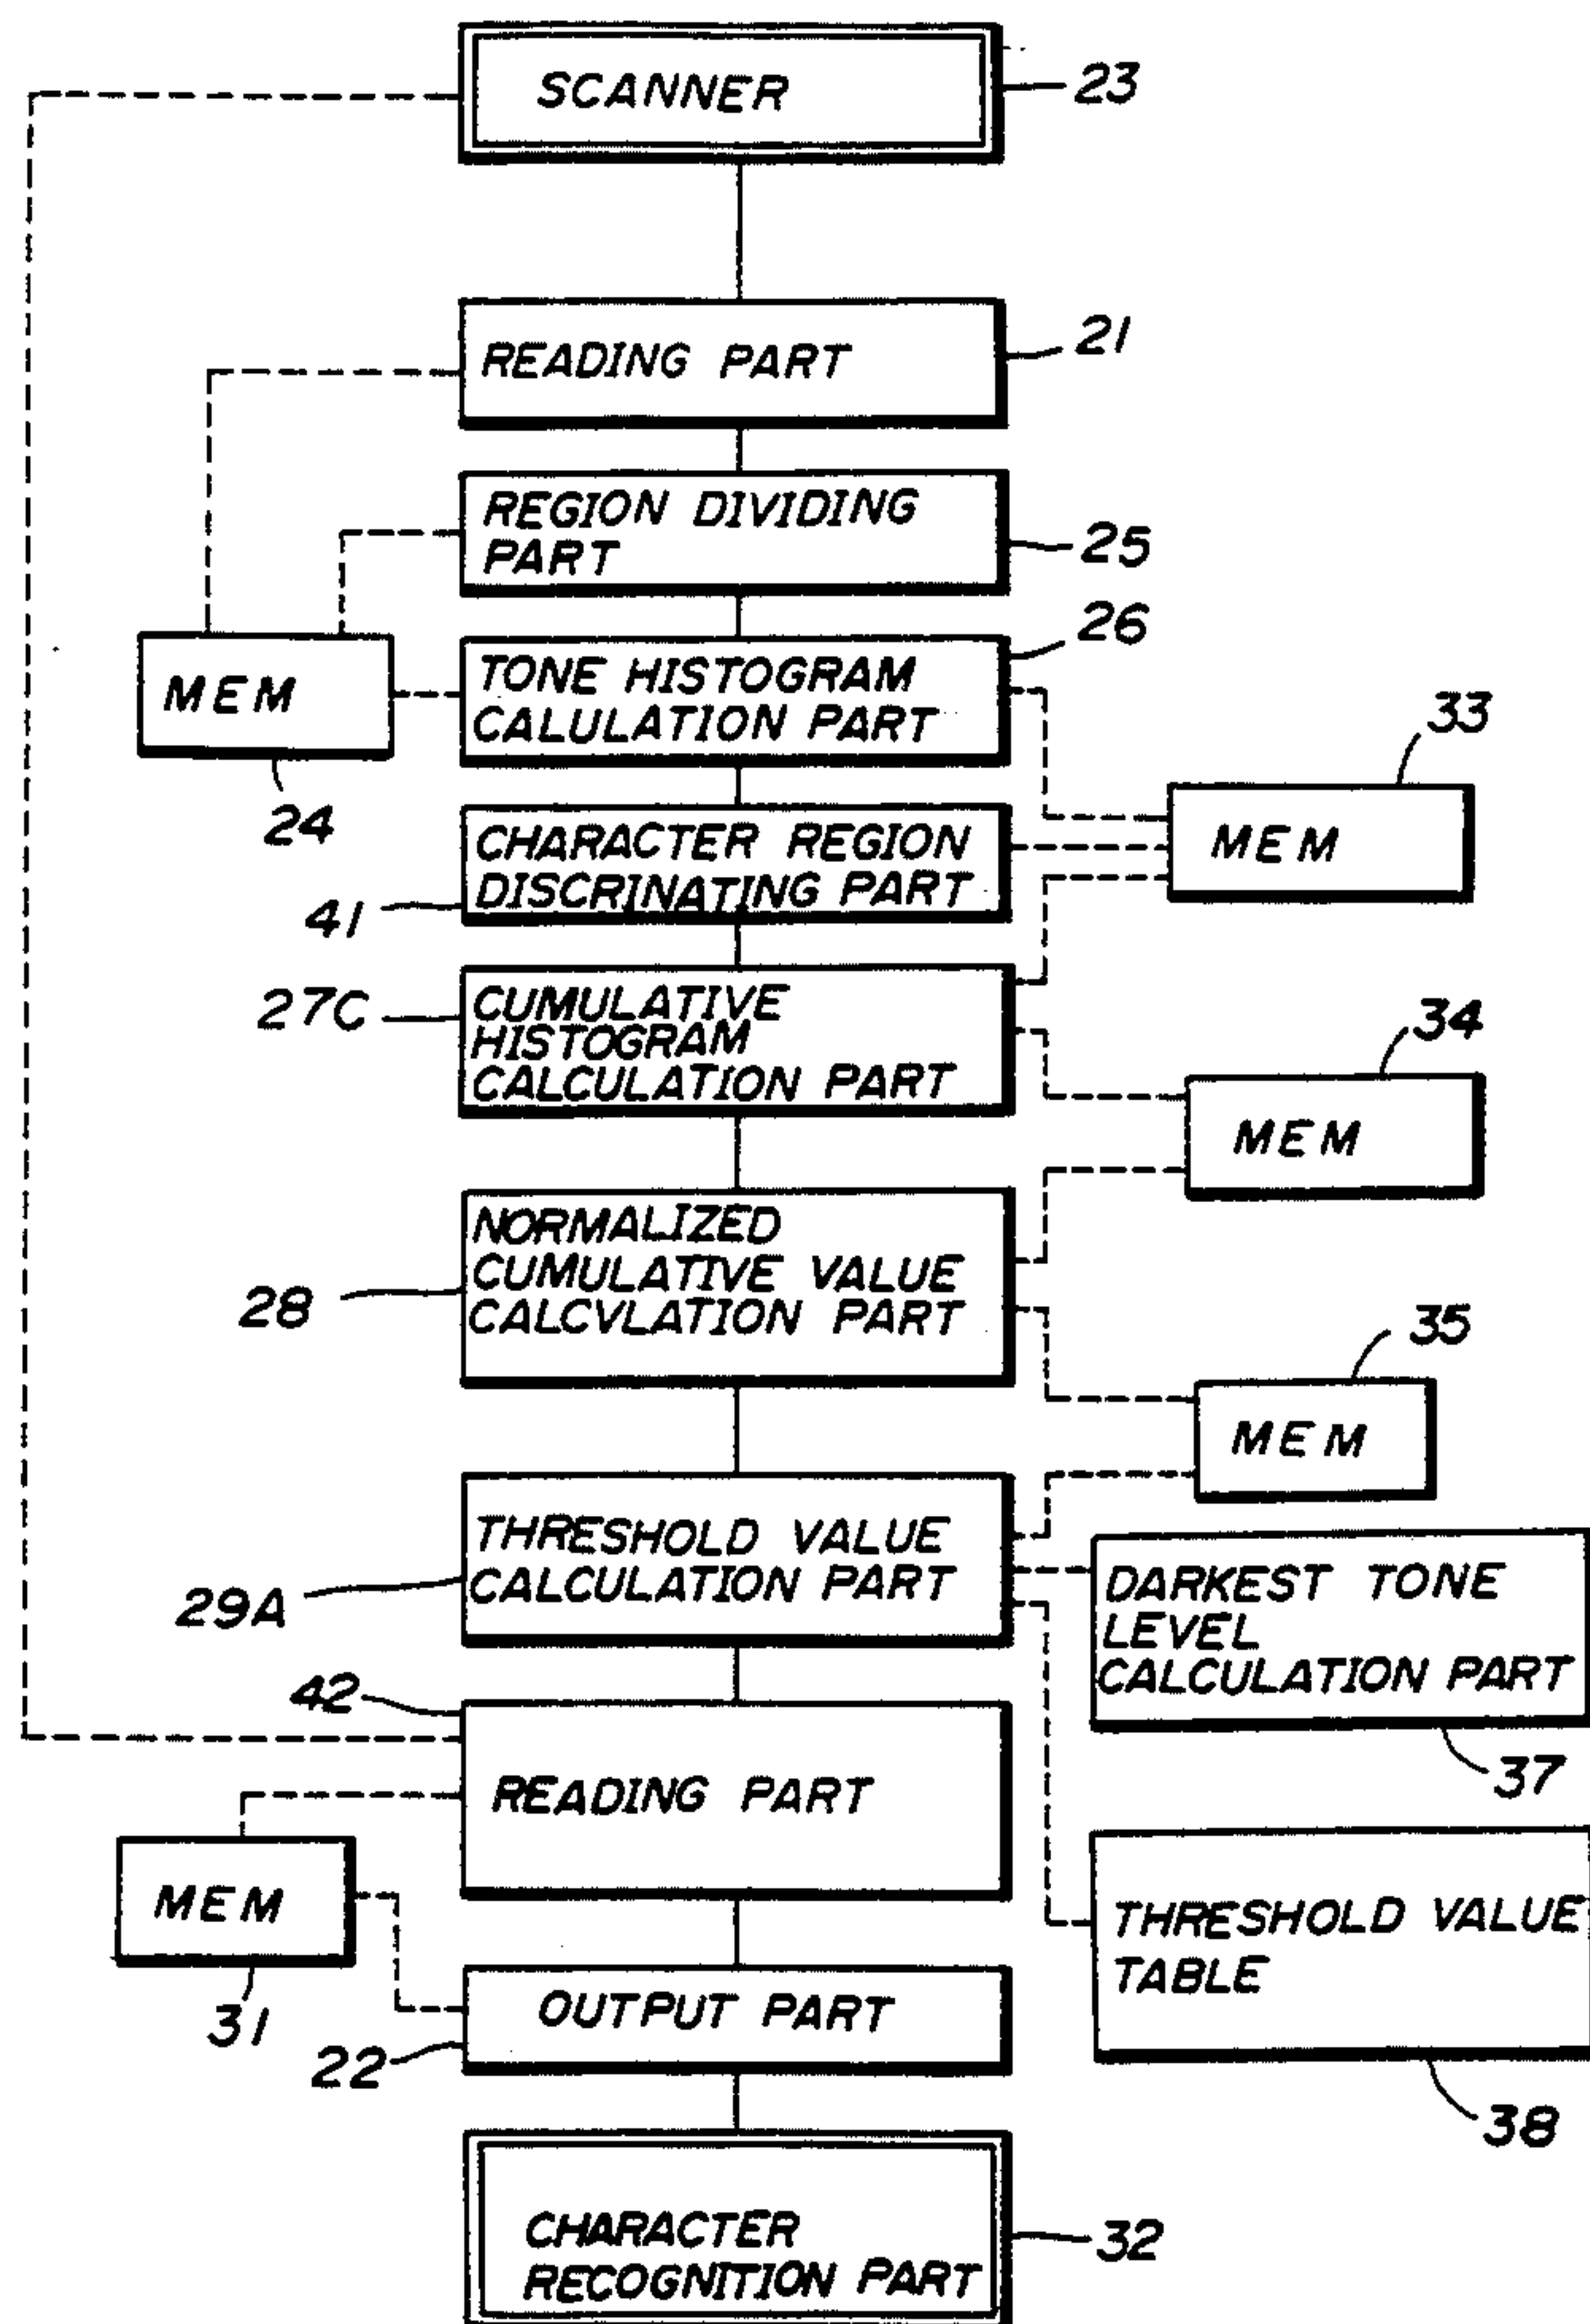 SCANNER
23
READING PART
21
REGION DIVIDING
PART
25
26
TONE HISTOGRAM
CALULATION PART
MEM
24
33
MEM
CHARACTER REGION
DISCRINATING PART
41
27C
CUMULATIVE
HISTOGRAM
CALCULATION PART
34
MEM
NORMALIZED
CUMULATIVE VALUE
CALCVLATION PART
28
35
MEM
THRESHOLD VALUE
CALCULATION PART
29A
DARKEST TONE
LEVEL
CALCULATION PART
37
42
READING PART
MEM
31
THRESHOLD VALUE
TABLE
38
OUTPUT PART
22
CHARACTER
RECOGNITION PART
32